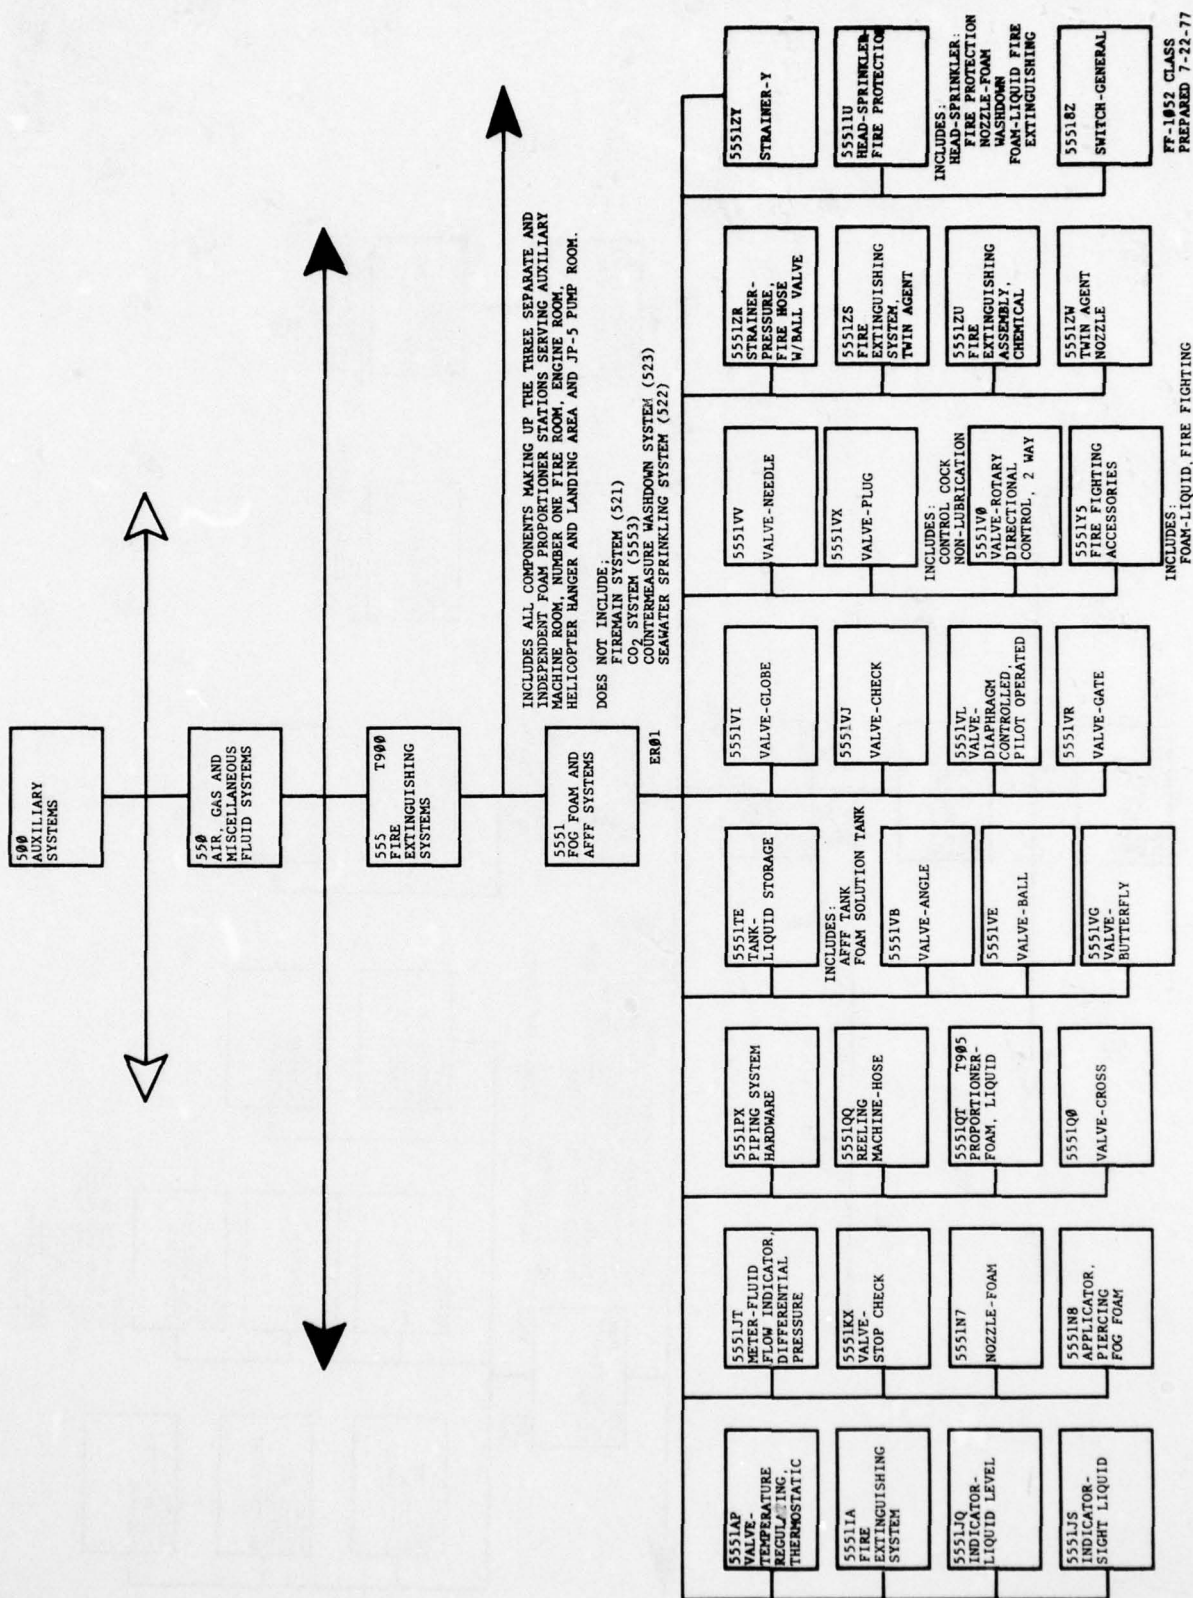 500
AUXILIARY
SYSTEMS
550
AIR, GAS AND
MISCELLANEOUS
FLUID SYSTEMS
555 T900
FIRE
EXTINGUISHING
SYSTEMS
INCLUDES ALL COMPONENTS MAKING UP THE THREE SEPARATE AND
INDEPENDENT FOAM PROPORTIONER STATIONS SERVING AUXILIARY
MACHINE ROOM, NUMBER ONE FIRE ROOM, ENGINE ROOM,
HELICOPTER HANGER AND LANDING AREA AND JP-5 PUMP ROOM.
DOES NOT INCLUDE:
FIREMAIN SYSTEM (521)
CO2 SYSTEM (5553)
COUNTERMEASURE WASHDOWN SYSTEM (523)
SEAWATER SPRINKLING SYSTEM (522)
5551
FOG FOAM AND
AFFF SYSTEMS
ER01
5551AP
VALVE-
TEMPERATURE
REGULATING,
THERMOSTATIC
5551IA
FIRE
EXTINGUISHING
SYSTEM
5551JQ
INDICATOR-
LIQUID LEVEL
5551JS
INDICATOR-
SIGHT LIQUID
5551JT
METER-FLUID
FLOW INDICATOR,
DIFFERENTIAL
PRESSURE
5551KX
VALVE-
STOP CHECK
5551N7
NOZZLE-FOAM
5551N8
APPLICATOR,
PIERCING
FOG FOAM
5551PX
PIPING SYSTEM
HARDWARE
5551QQ
REELING
MACHINE-HOSE
5551QT T905
PROPORTIONER-
FOAM, LIQUID
5551Q0
VALVE-CROSS
5551TE
TANK-
LIQUID STORAGE
INCLUDES:
AFFF TANK
FOAM SOLUTION TANK
5551VB
VALVE-ANGLE
5551VE
VALVE-BALL
5551VG
VALVE-
BUTTERFLY
5551VI
VALVE-GLOBE
5551VJ
VALVE-CHECK
5551VL
VALVE-
DIAPHRAGM
CONTROLLED,
PILOT OPERATED
5551VR
VALVE-GATE
5551VV
VALVE-NEEDLE
5551VX
VALVE-PLUG
INCLUDES:
CONTROL COCK
NON-LUBRICATION
5551V0
VALVE-ROTARY
DIRECTIONAL
CONTROL, 2 WAY
5551Y5
FIRE FIGHTING
ACCESSORIES
INCLUDES:
FOAM-LIQUID, FIRE FIGHTING
5551ZR
STRAINER-
PRESSURE,
FIRE HOSE
W/BALL VALVE
5551ZS
FIRE
EXTINGUISHING
SYSTEM,
TWIN AGENT
5551ZU
FIRE
EXTINGUISHING
ASSEMBLY,
CHEMICAL
5551ZW
TWIN AGENT
NOZZLE
5551ZY
STRAINER-Y
55511U
HEAD-SPRINKLER-
FIRE PROTECTION
INCLUDES:
HEAD-SPRINKLER:
FIRE PROTECTION
NOZZLE-FOAM
WASHDOWN
FOAM-LIQUID FIRE
EXTINGUISHING
55518Z
SWITCH-GENERAL
FF-1052 CLASS
PREPARED 7-22-77